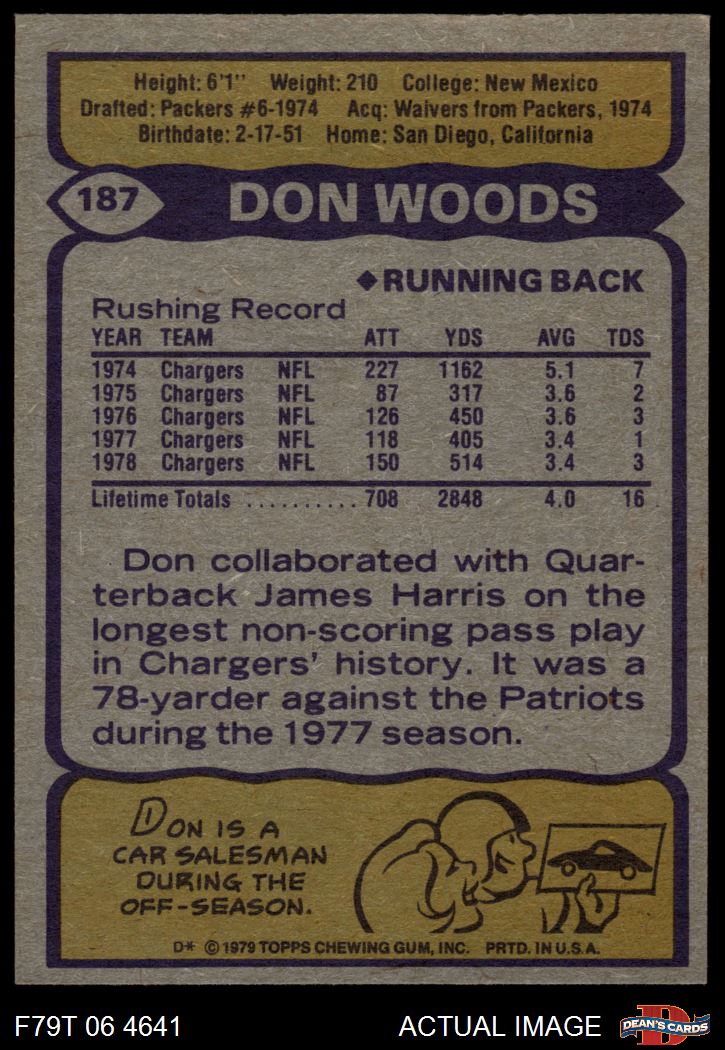 Height: 6'1" Weight: 210 College: New Mexico
Drafted: Packers #6-1974 Acq: Waivers from Packers, 1974
Birthdate: 2-17-51 Home: San Diego, California
187 DON WOODS
◆RUNNING BACK
Rushing Record
YEAR TEAM ATT YDS AVG TDS
1974 Chargers NFL 227 1162 5.1 7
1975 Chargers NFL 87 317 3.6 2
1976 Chargers NFL 126 450 3.6 3
1977 Chargers NFL 118 405 3.4 1
1978 Chargers NFL 150 514 3.4 3
Lifetime Totals .......... 708 2848 4.0 16
Don collaborated with Quar-
terback James Harris on the
longest non-scoring pass play
in Chargers' history. It was a
78-yarder against the Patriots
during the 1977 season.
DON IS A
CAR SALESMAN
DURING THE
OFF-SEASON.
D* © 1979 TOPPS CHEWING GUM, INC. PRTD. IN U.S.A.
F79T 06 4641 ACTUAL IMAGE D DEAN'S CARDS